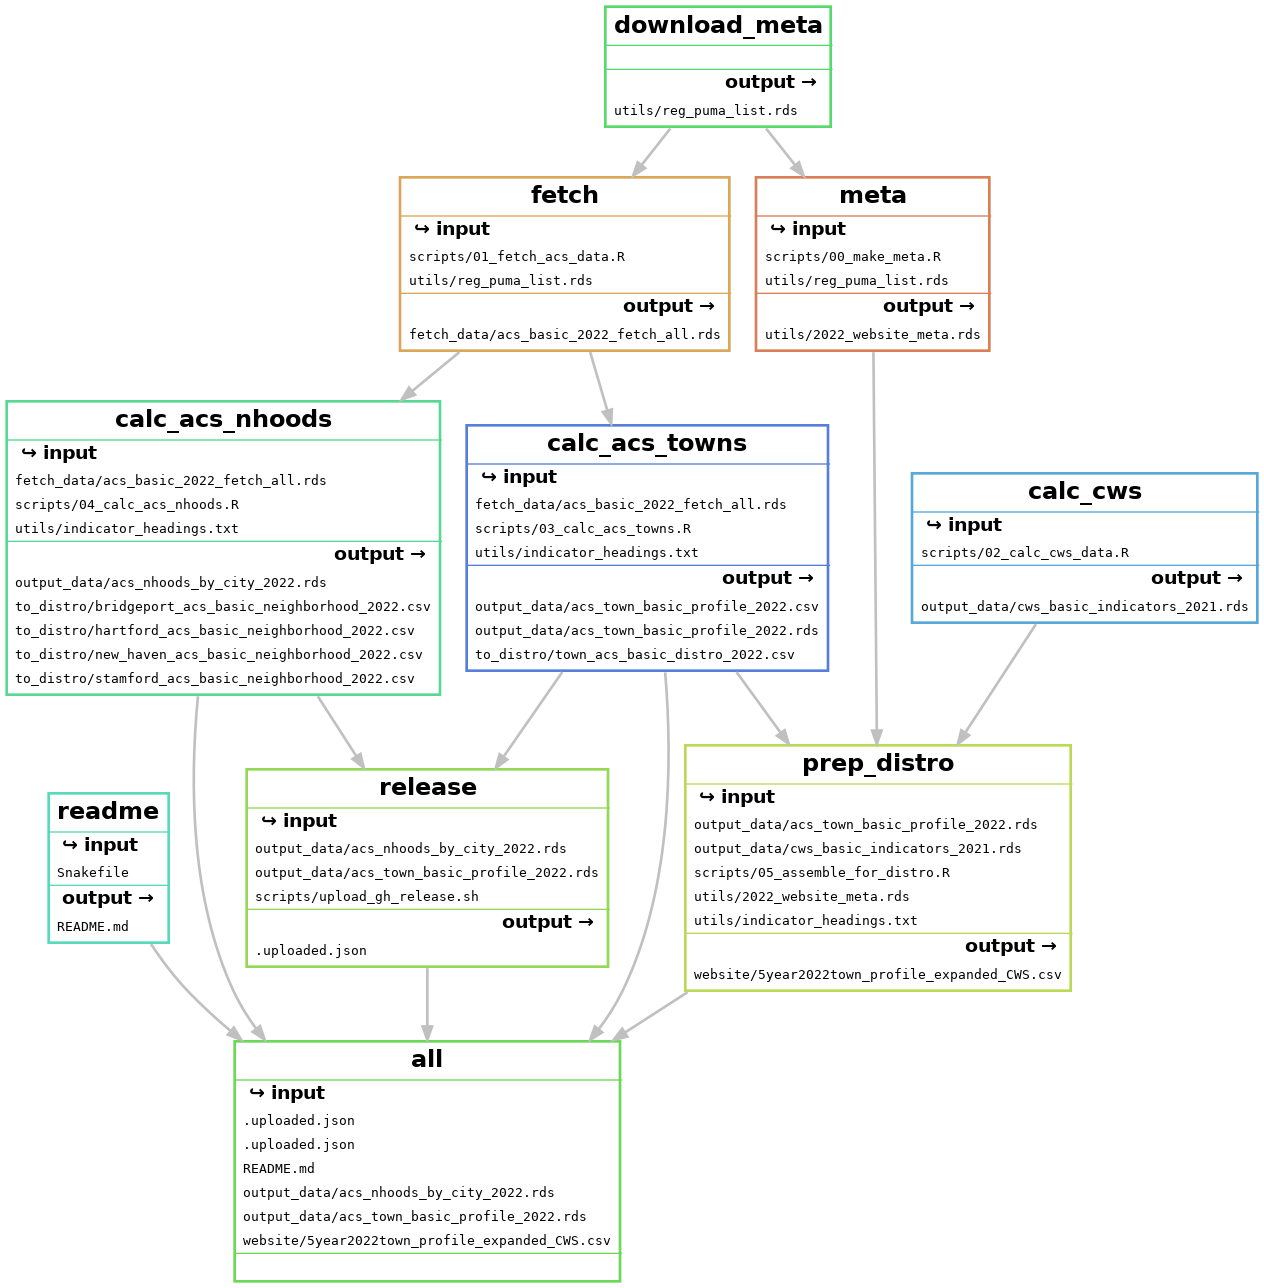 download_meta
output →
utils/reg_puma_list.rds
fetch
↪ input
scripts/01_fetch_acs_data.R
utils/reg_puma_list.rds
output →
fetch_data/acs_basic_2022_fetch_all.rds
meta
↪ input
scripts/00_make_meta.R
utils/reg_puma_list.rds
output →
utils/2022_website_meta.rds
calc_acs_nhoods
↪ input
fetch_data/acs_basic_2022_fetch_all.rds
scripts/04_calc_acs_nhoods.R
utils/indicator_headings.txt
output →
output_data/acs_nhoods_by_city_2022.rds
to_distro/bridgeport_acs_basic_neighborhood_2022.csv
to_distro/hartford_acs_basic_neighborhood_2022.csv
to_distro/new_haven_acs_basic_neighborhood_2022.csv
to_distro/stamford_acs_basic_neighborhood_2022.csv
calc_acs_towns
↪ input
fetch_data/acs_basic_2022_fetch_all.rds
scripts/03_calc_acs_towns.R
utils/indicator_headings.txt
output →
output_data/acs_town_basic_profile_2022.csv
output_data/acs_town_basic_profile_2022.rds
to_distro/town_acs_basic_distro_2022.csv
calc_cws
↪ input
scripts/02_calc_cws_data.R
output →
output_data/cws_basic_indicators_2021.rds
readme
↪ input
Snakefile
output →
README.md
release
↪ input
output_data/acs_nhoods_by_city_2022.rds
output_data/acs_town_basic_profile_2022.rds
scripts/upload_gh_release.sh
output →
.uploaded.json
prep_distro
↪ input
output_data/acs_town_basic_profile_2022.rds
output_data/cws_basic_indicators_2021.rds
scripts/05_assemble_for_distro.R
utils/2022_website_meta.rds
utils/indicator_headings.txt
output →
website/5year2022town_profile_expanded_CWS.csv
all
↪ input
.uploaded.json
.uploaded.json
README.md
output_data/acs_nhoods_by_city_2022.rds
output_data/acs_town_basic_profile_2022.rds
website/5year2022town_profile_expanded_CWS.csv